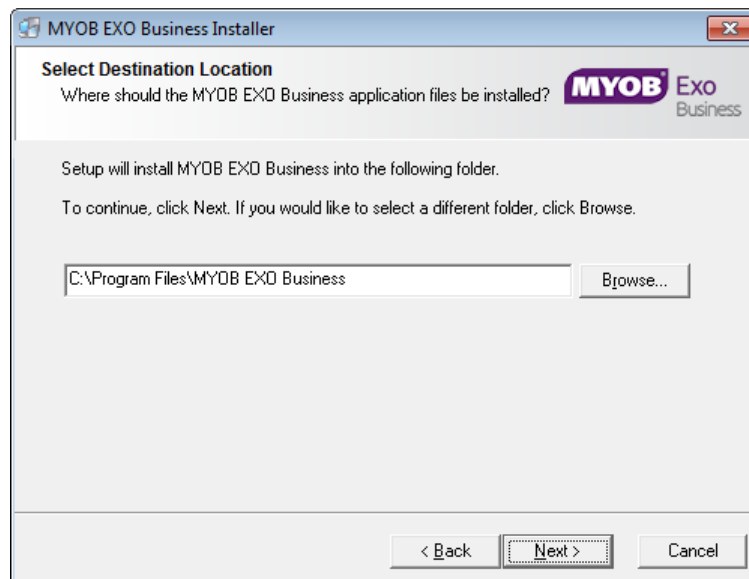 MYOB EXO Business Installer
Select Destination Location
Where should the MYOB EXO Business application files be installed?
MYOB Exo
Business
Setup will install MYOB EXO Business into the following folder.
To continue, click Next. If you would like to select a different folder, click Browse.
C:\Program Files\MYOB EXO Business
Browse...
< Back
Next >
Cancel